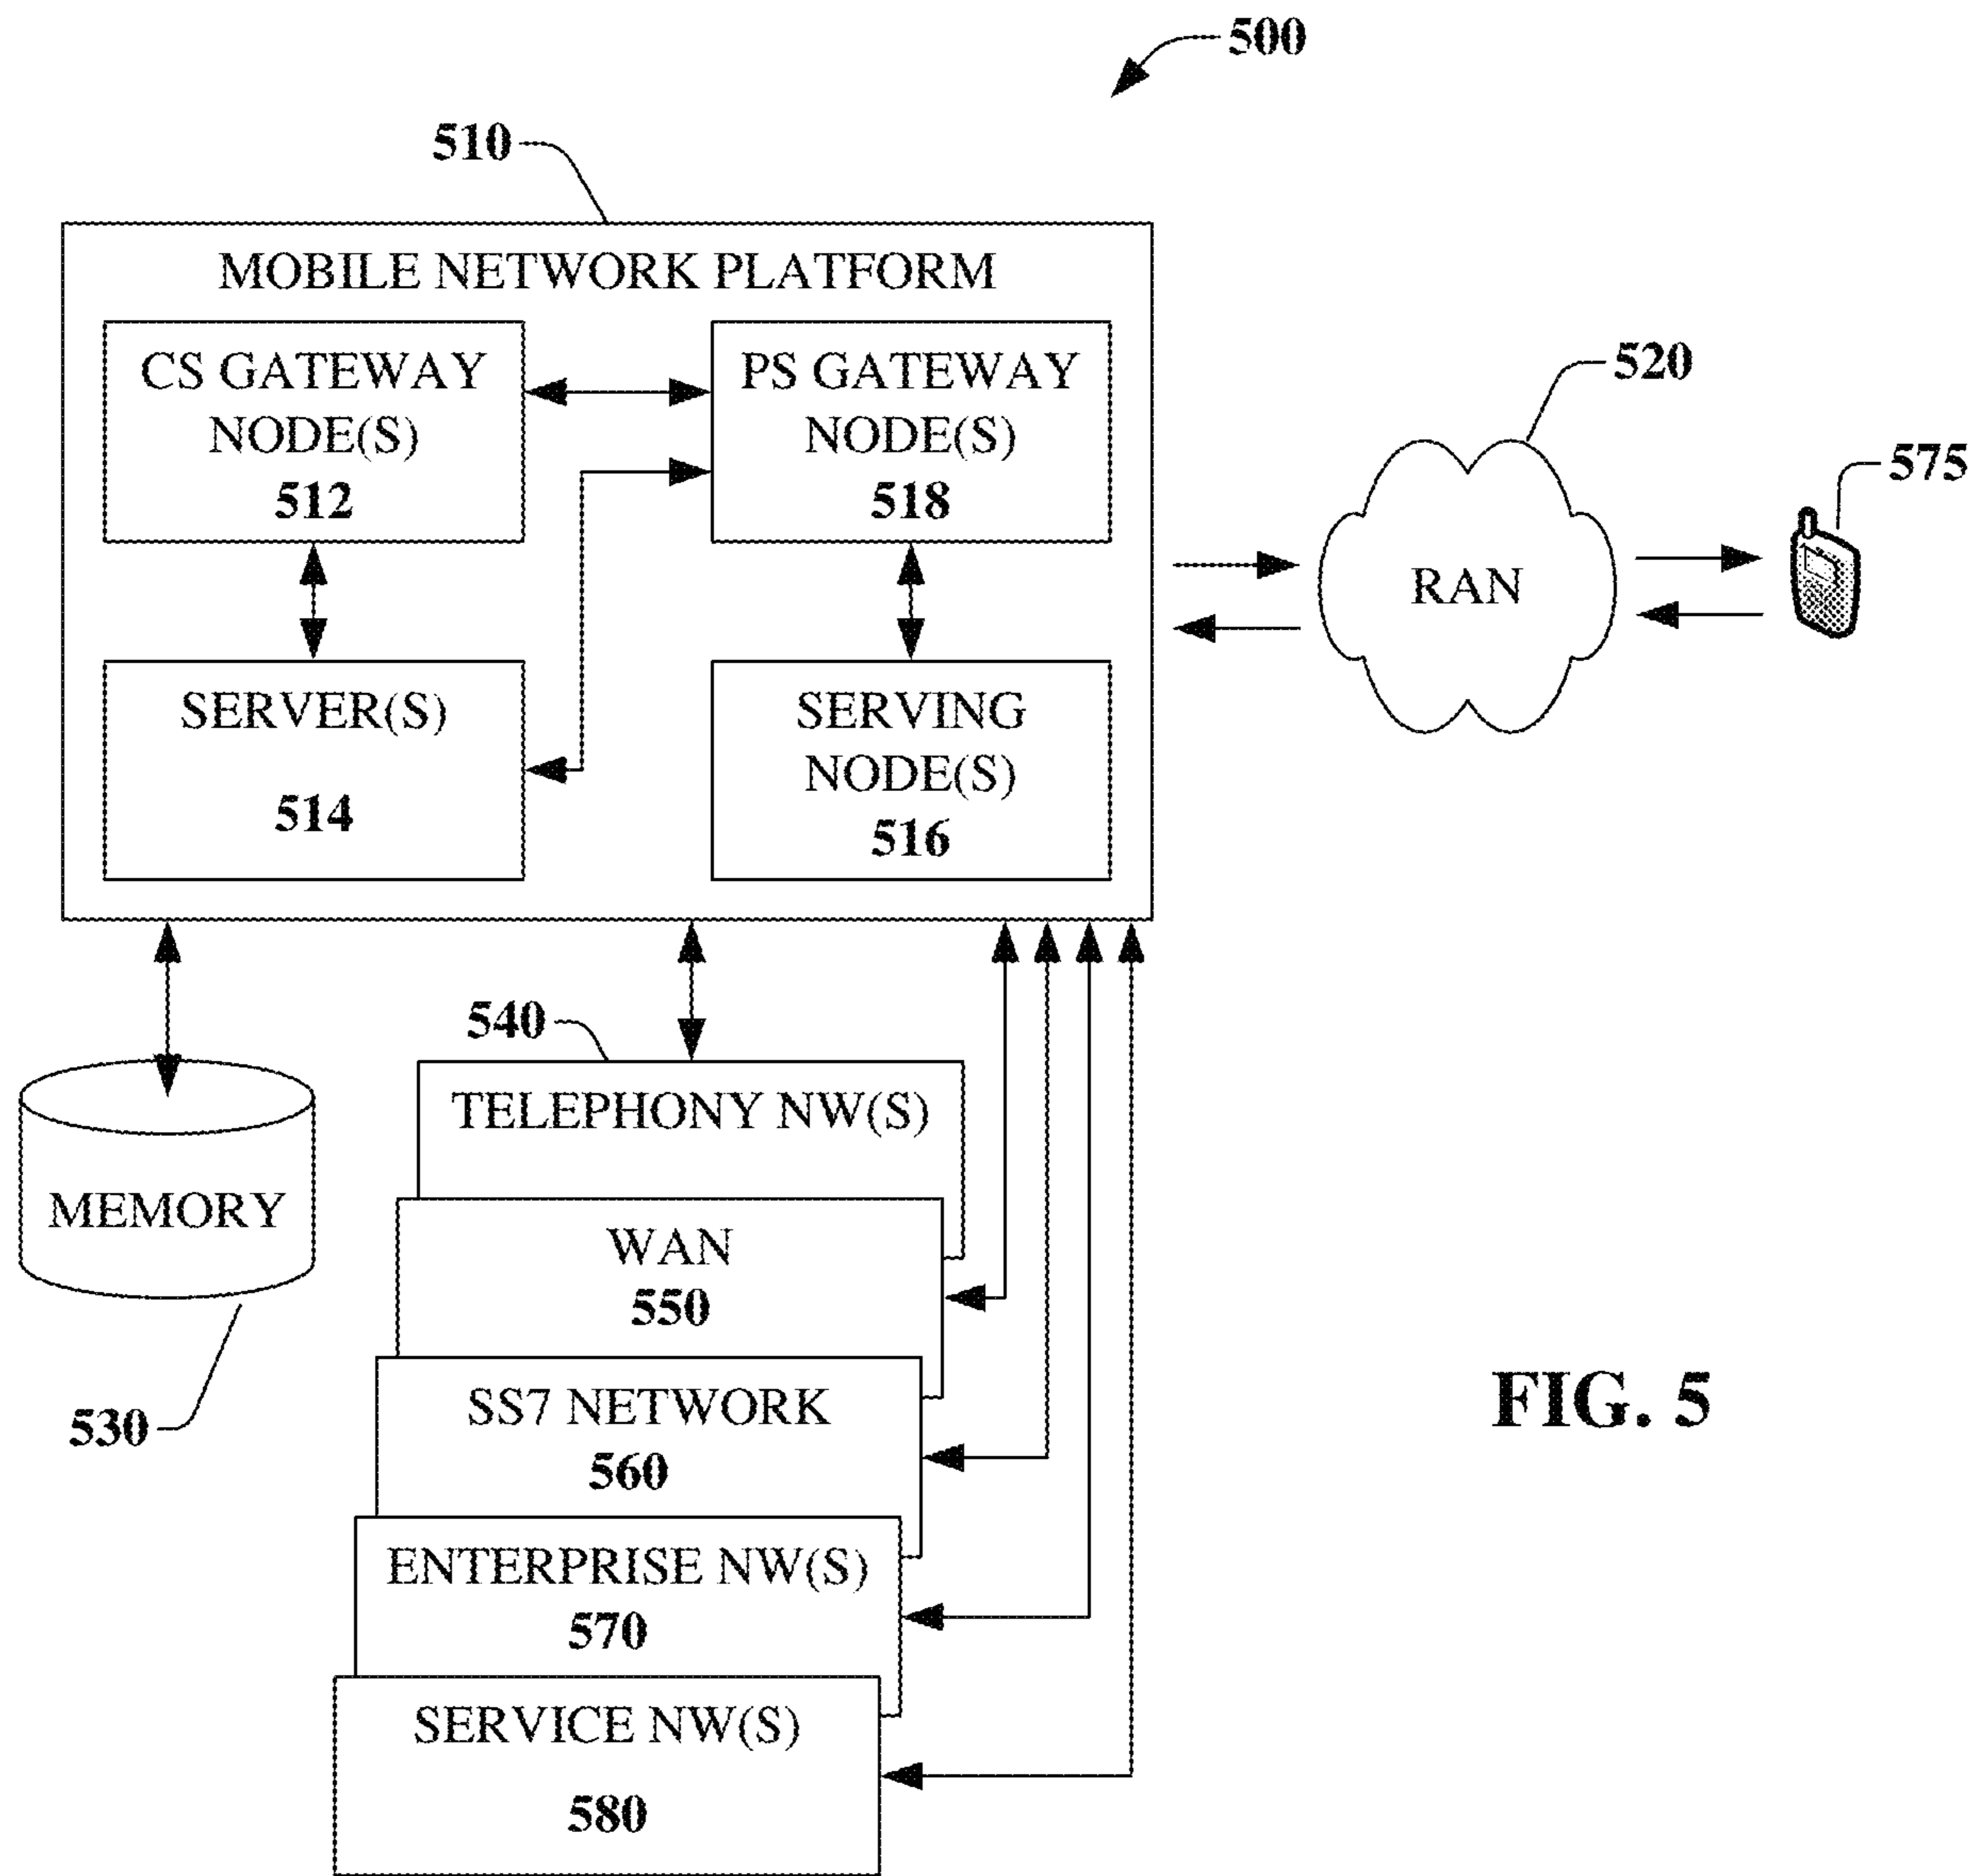 500
510
MOBILE NETWORK PLATFORM
CS GATEWAY
NODE(S)
512
PS GATEWAY
NODE(S)
518
SERVER(S)
514
SERVING
NODE(S)
516
520
RAN
575
540
TELEPHONY NW(S)
MEMORY
530
WAN
550
SS7 NETWORK
560
ENTERPRISE NW(S)
570
SERVICE NW(S)
580
FIG. 5